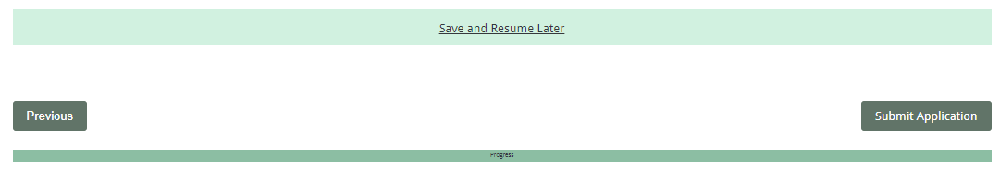 Save and Resume Later
Previous
Submit Application
Progress